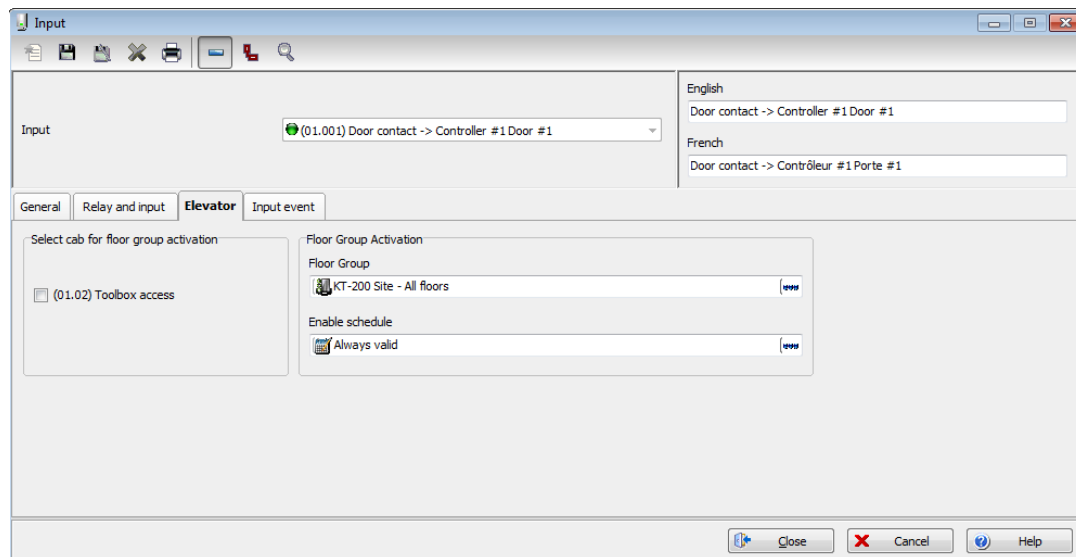 Input
English
Door contact -> Controller #1 Door #1
Input
(01.001) Door contact -> Controller #1 Door #1
French
Door contact -> Contrôleur #1 Porte #1
General
Relay and input
Elevator
Input event
Select cab for floor group activation
(01.02) Toolbox access
Floor Group Activation
Floor Group
KT-200 Site - All floors
Enable schedule
Always valid
Close
Cancel
Help